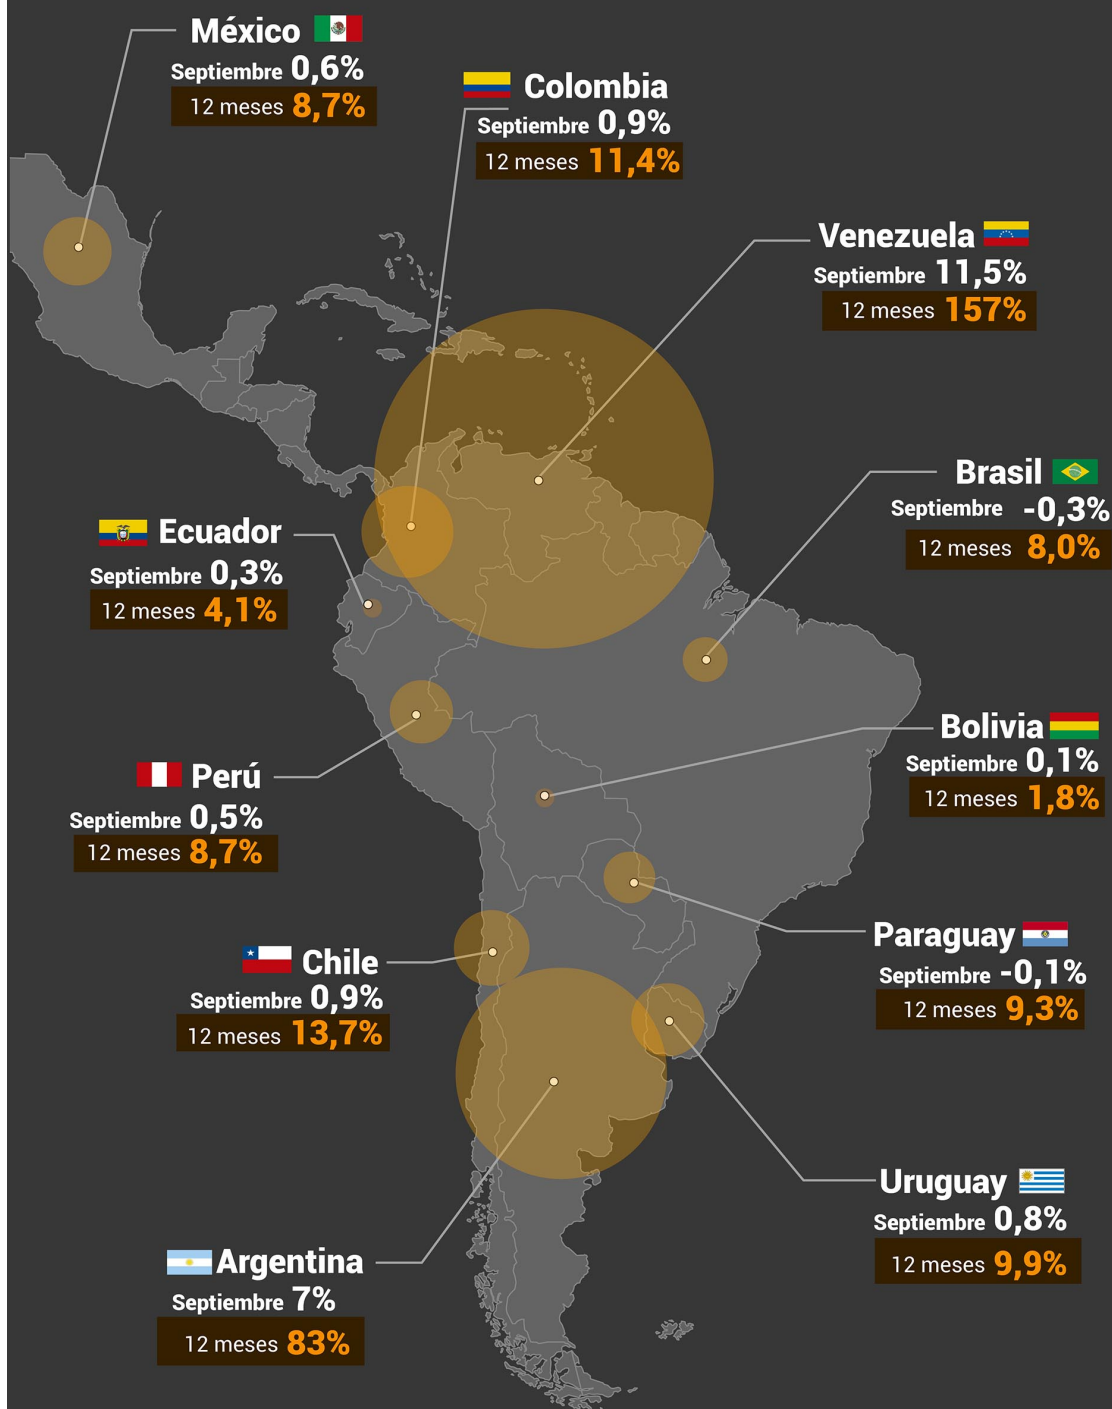 México
Septiembre 0,6%
12 meses 8,7%
Colombia
Septiembre 0,9%
12 meses 11,4%
Venezuela
Septiembre 11,5%
12 meses 157%
Brasil
Septiembre -0,3%
12 meses 8,0%
Ecuador
Septiembre 0,3%
12 meses 4,1%
Bolivia
Septiembre 0,1%
12 meses 1,8%
Perú
Septiembre 0,5%
12 meses 8,7%
Paraguay
Septiembre -0,1%
12 meses 9,3%
Chile
Septiembre 0,9%
12 meses 13,7%
Uruguay
Septiembre 0,8%
12 meses 9,9%
Argentina
Septiembre 7%
12 meses 83%